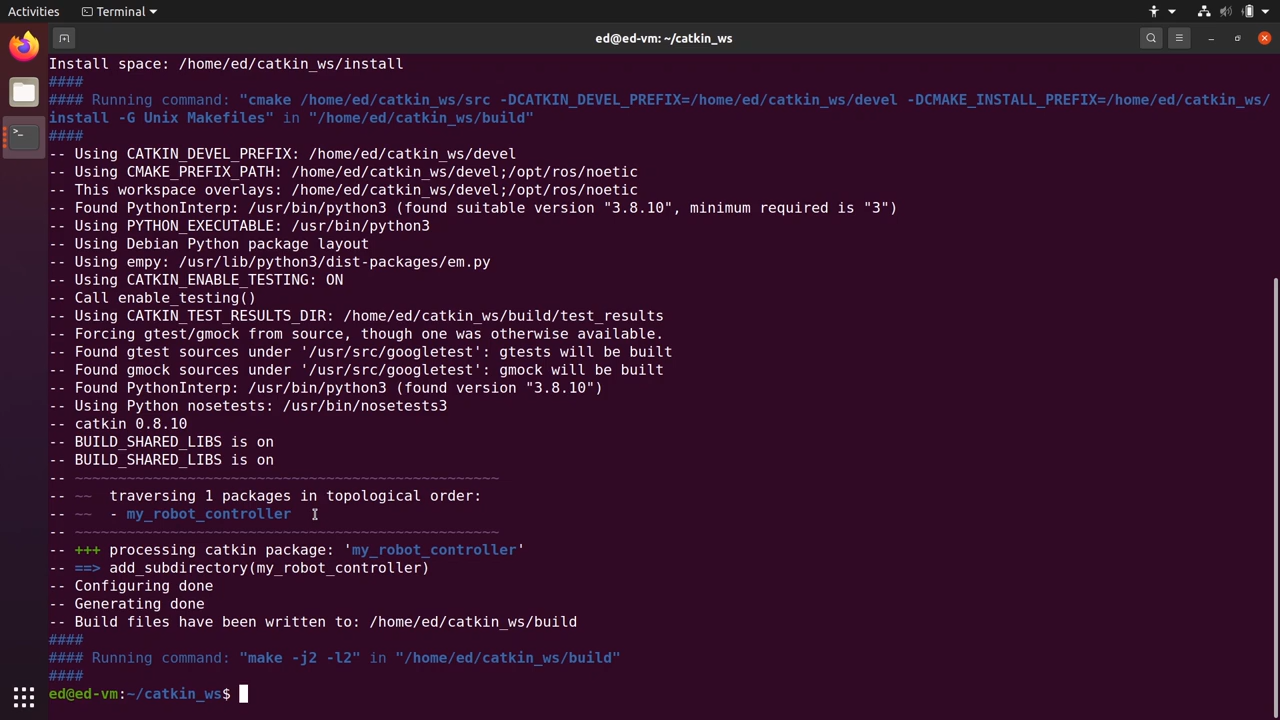 Activities
Terminal
ed@ed-vm: ~/catkin_ws
Install space: /home/ed/catkin_ws/install
####
#### Running command: "cmake /home/ed/catkin_ws/src -DCATKIN_DEVEL_PREFIX=/home/ed/catkin_ws/devel -DCMAKE_INSTALL_PREFIX=/home/ed/catkin_ws/
install -G Unix Makefiles" in "/home/ed/catkin_ws/build"
####
-- Using CATKIN_DEVEL_PREFIX: /home/ed/catkin_ws/devel
-- Using CMAKE_PREFIX_PATH: /home/ed/catkin_ws/devel;/opt/ros/noetic
-- This workspace overlays: /home/ed/catkin_ws/devel;/opt/ros/noetic
-- Found PythonInterp: /usr/bin/python3 (found suitable version "3.8.10", minimum required is "3")
-- Using PYTHON_EXECUTABLE: /usr/bin/python3
-- Using Debian Python package layout
-- Using empy: /usr/lib/python3/dist-packages/em.py
-- Using CATKIN_ENABLE_TESTING: ON
-- Call enable_testing()
-- Using CATKIN_TEST_RESULTS_DIR: /home/ed/catkin_ws/build/test_results
-- Forcing gtest/gmock from source, though one was otherwise available.
-- Found gtest sources under '/usr/src/googletest': gtests will be built
-- Found gmock sources under '/usr/src/googletest': gmock will be built
-- Found PythonInterp: /usr/bin/python3 (found version "3.8.10")
-- Using Python nosetests: /usr/bin/nosetests3
-- catkin 0.8.10
-- BUILD_SHARED_LIBS is on
-- BUILD_SHARED_LIBS is on
-- ~~~~~~~~~~~~~~~~~~~~~~~~~~~~~~~~~~~~~~~~~~~~~~~~~
-- ~~  traversing 1 packages in topological order:
-- ~~  - my_robot_controller
-- ~~~~~~~~~~~~~~~~~~~~~~~~~~~~~~~~~~~~~~~~~~~~~~~~~
-- +++ processing catkin package: 'my_robot_controller'
-- ==> add_subdirectory(my_robot_controller)
-- Configuring done
-- Generating done
-- Build files have been written to: /home/ed/catkin_ws/build
####
#### Running command: "make -j2 -l2" in "/home/ed/catkin_ws/build"
####
ed@ed-vm:~/catkin_ws$